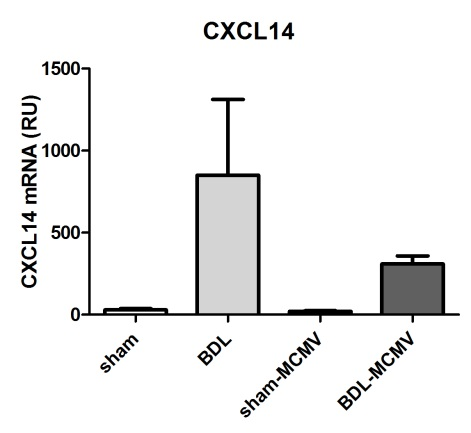 CXCL14
CXCL14 mRNA (RU)
1500
1000
500
0
sham
BDL
sham-MCMV
BDL-MCMV